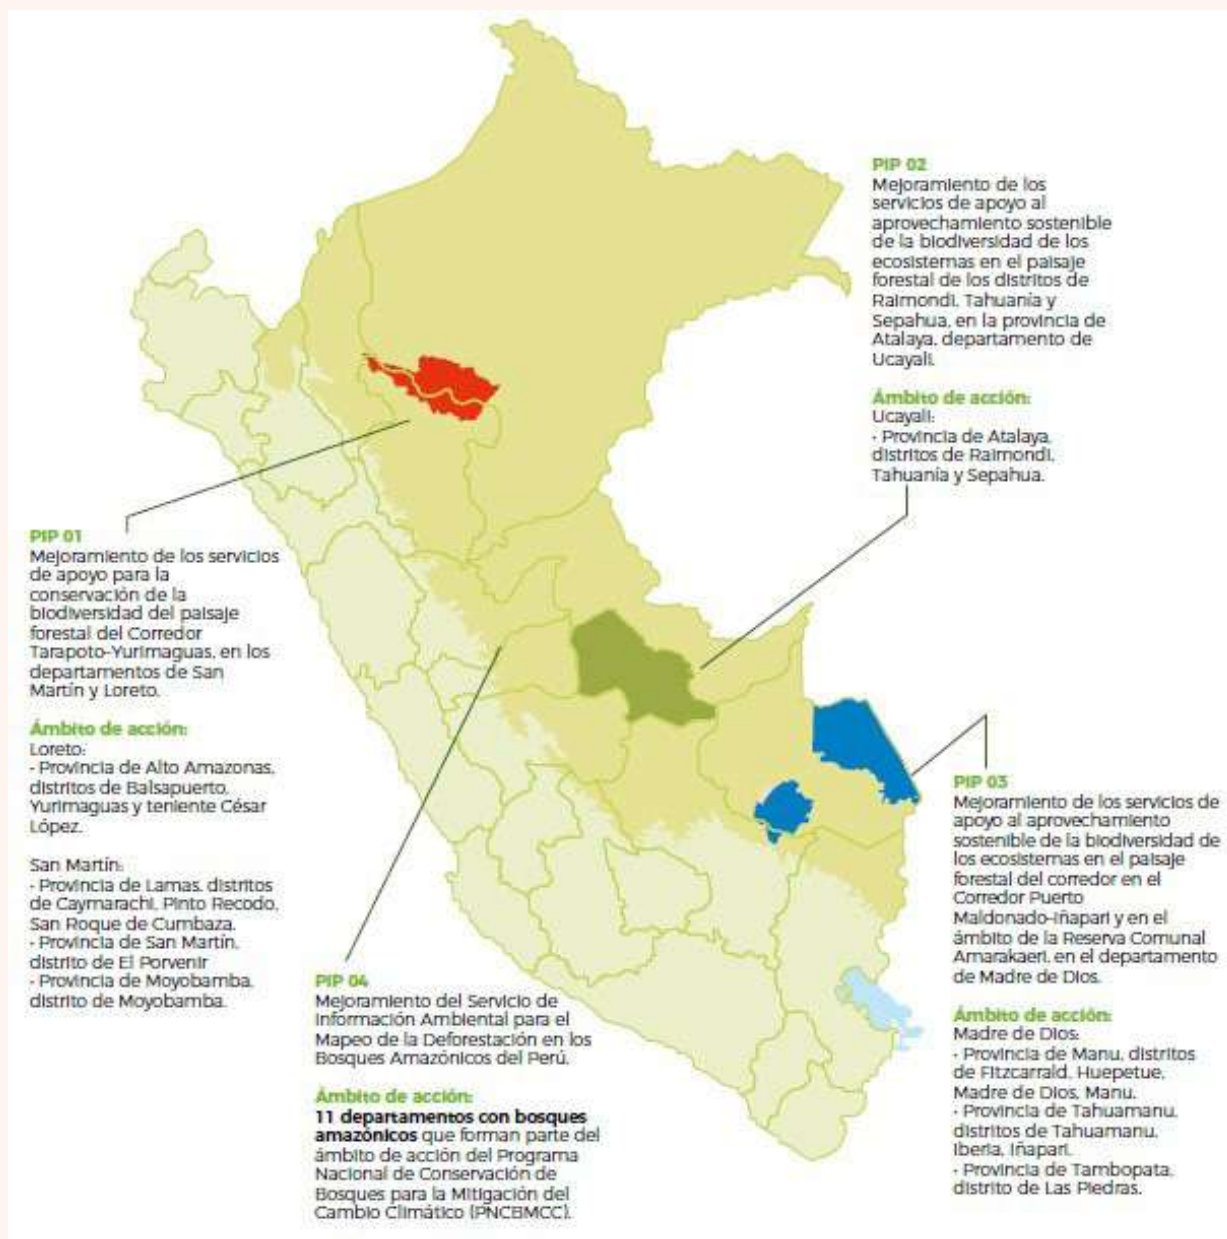 PIP 02
Mejoramiento de los
servicios de apoyo al
aprovechamiento sostenible
de la biodiversidad de los
ecosistemas en el paisaje
forestal de los distritos de
Raimondi, Tahuanía y
Sepahua, en la provincia de
Atalaya, departamento de
Ucayali.
Ámbito de acción:
Ucayali:
- Provincia de Atalaya,
distritos de Raimondi,
Tahuanía y Sepahua.
PIP 01
Mejoramiento de los servicios
de apoyo para la
conservación de la
biodiversidad del paisaje
forestal del Corredor
Tarapoto-Yurimaguas, en los
departamentos de San
Martín y Loreto.
Ámbito de acción:
Loreto:
- Provincia de Alto Amazonas,
distritos de Balsapuerto,
Yurimaguas y teniente César
López.
San Martín:
- Provincia de Lamas, distritos
de Caymarachi, Pinto Recodo,
San Roque de Cumbaza.
- Provincia de San Martín,
distrito de El Porvenir
- Provincia de Moyobamba,
distrito de Moyobamba.
PIP 04
Mejoramiento del Servicio de
Información Ambiental para el
Mapeo de la Deforestación en los
Bosques Amazónicos del Perú.
Ámbito de acción:
11 departamentos con bosques
amazónicos que forman parte del
ámbito de acción del Programa
Nacional de Conservación de
Bosques para la Mitigación del
Cambio Climático (PNCBMCC).
PIP 03
Mejoramiento de los servicios de
apoyo al aprovechamiento
sostenible de la biodiversidad de
los ecosistemas en el paisaje
forestal del corredor en el
Corredor Puerto
Maldonado-Iñapari y en el
ámbito de la Reserva Comunal
Amarakaeri, en el departamento
de Madre de Dios.
Ámbito de acción:
Madre de Dios:
- Provincia de Manu, distritos
de Fitzcarrald, Huepetue,
Madre de Dios, Manu.
- Provincia de Tahuamanu,
distritos de Tahuamanu,
Iberia, Iñapari.
- Provincia de Tambopata,
distrito de Las Piedras.